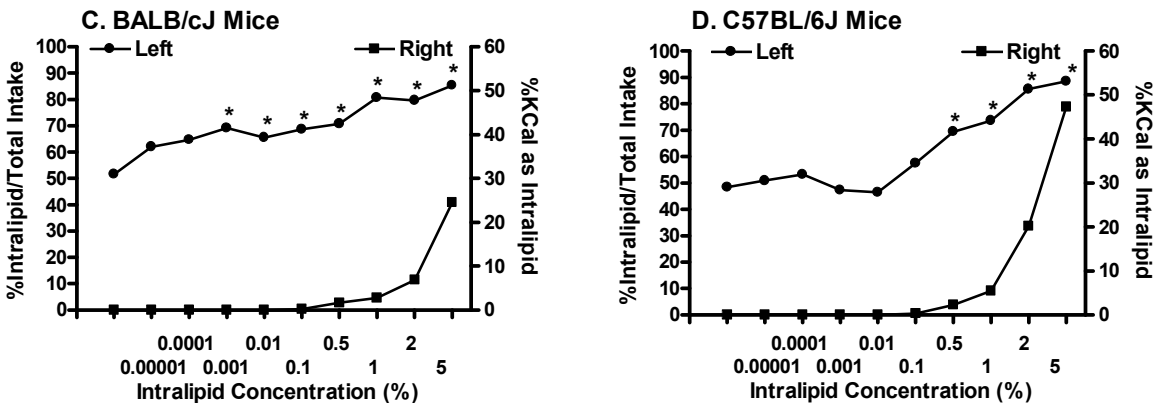 C. BALB/cJ Mice
Left
Right
100
90
80
70
60
50
40
30
20
10
0
%Intralipid/Total Intake
60
50
40
30
20
10
0
%KCal as Intralipid
* * * * * * *
0.0001 0.01 0.5 2
0.00001 0.001 0.1 1 5
Intralipid Concentration (%)
D. C57BL/6J Mice
Left
Right
100
90
80
70
60
50
40
30
20
10
0
%Intralipid/Total Intake
60
50
40
30
20
10
0
%KCal as Intralipid
* * * *
0.0001 0.01 0.5 2
0.00001 0.001 0.1 1 5
Intralipid Concentration (%)